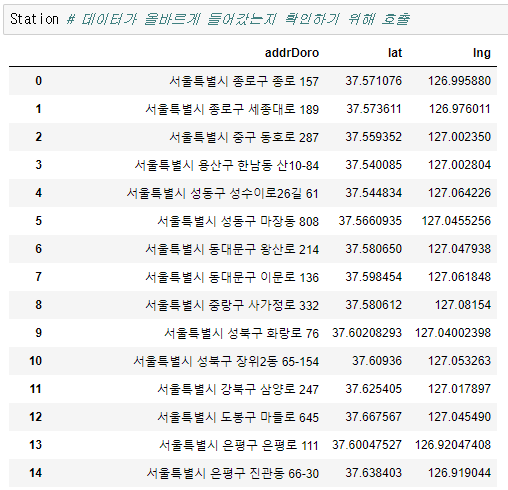 Station # 데이터가 올바르게 들어갔는지 확인하기 위해 호출
addrDoro lat lng
0 서울특별시 종로구 종로 157 37.571076 126.995880
1 서울특별시 종로구 세종대로 189 37.573611 126.976011
2 서울특별시 중구 동호로 287 37.559352 127.002350
3 서울특별시 용산구 한남동 산10-84 37.540085 127.002804
4 서울특별시 성동구 성수이로26길 61 37.544834 127.064226
5 서울특별시 성동구 마장동 808 37.5660935 127.0455256
6 서울특별시 동대문구 왕산로 214 37.580650 127.047938
7 서울특별시 동대문구 이문로 136 37.598454 127.061848
8 서울특별시 중랑구 사가정로 332 37.580612 127.08154
9 서울특별시 성북구 화랑로 76 37.60208293 127.04002398
10 서울특별시 성북구 장위2동 65-154 37.60936 127.053263
11 서울특별시 강북구 삼양로 247 37.625405 127.017897
12 서울특별시 도봉구 마들로 645 37.667567 127.045490
13 서울특별시 은평구 은평로 111 37.60047527 126.92047408
14 서울특별시 은평구 진관동 66-30 37.638403 126.919044